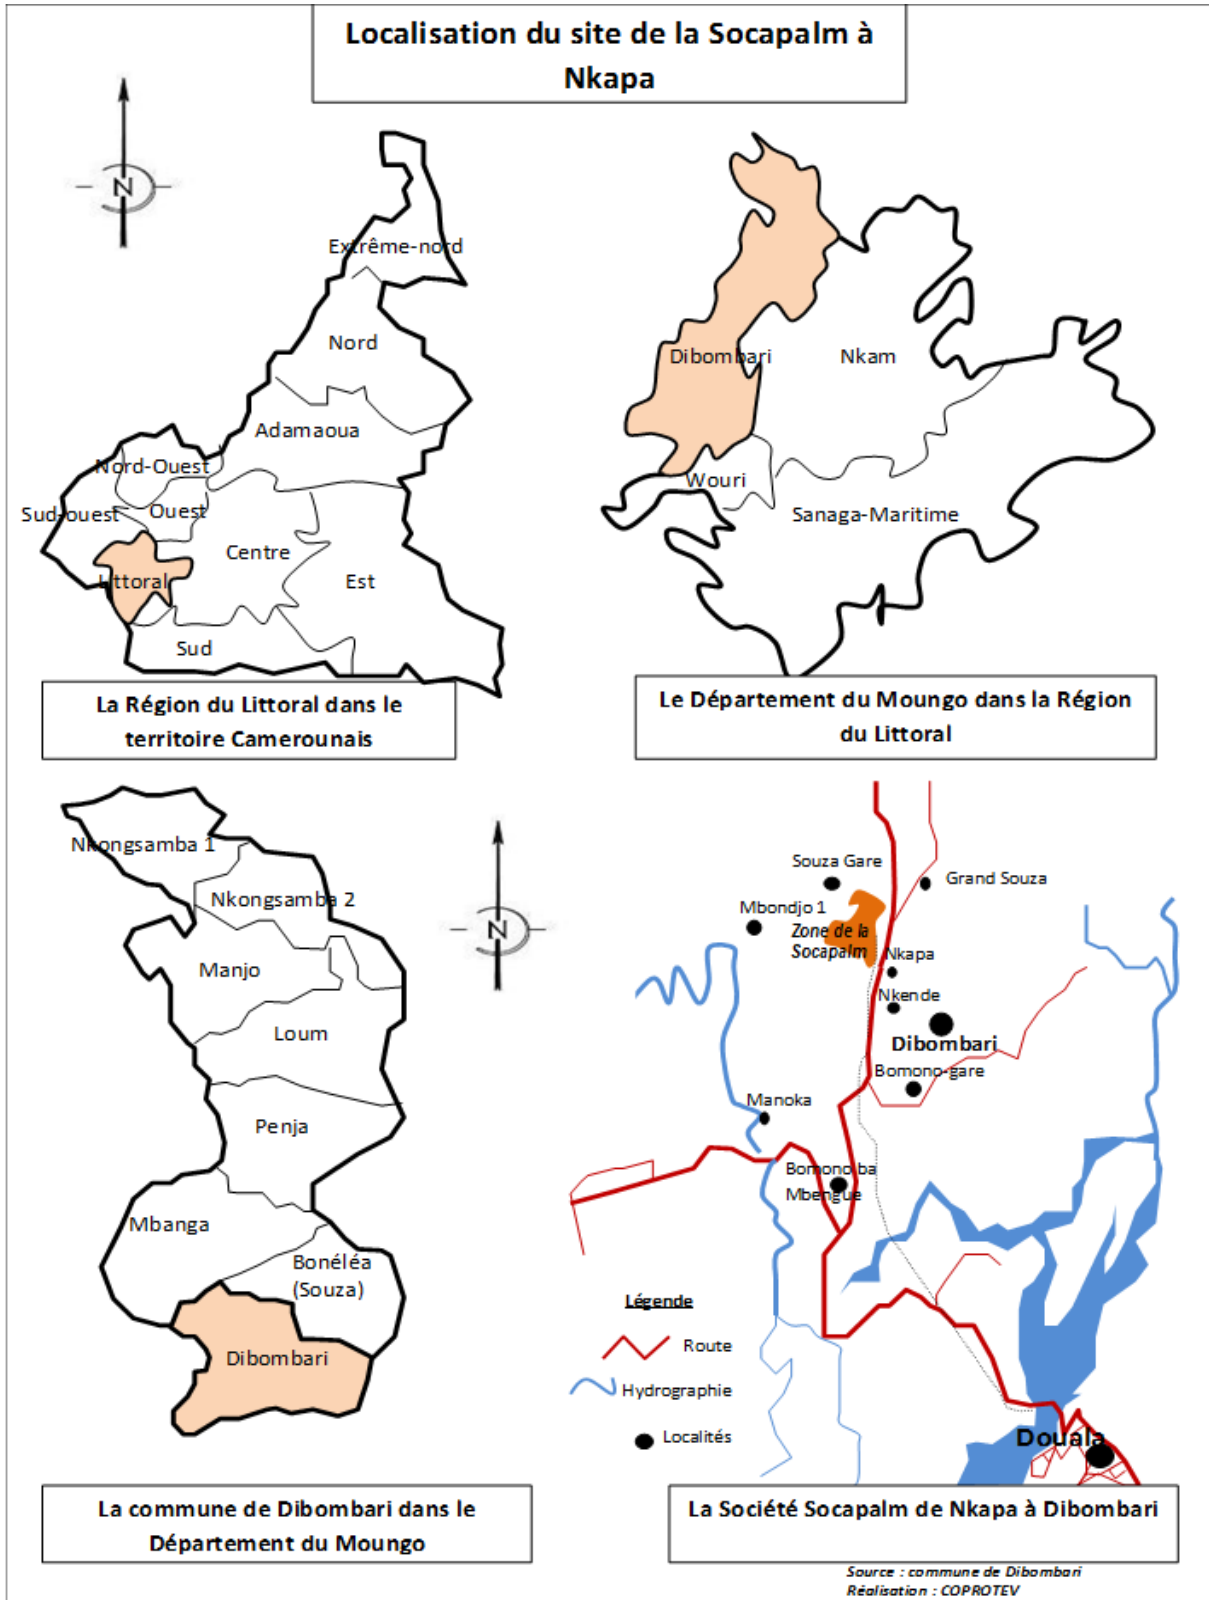 Localisation du site de la Socapalm à
Nkapa
N
Extrême-nord
Nord
Adamaoua
Nord-Ouest
Sud-ouest
Ouest
Centre
Littoral
Est
Sud
La Région du Littoral dans le
territoire Camerounais
Dibombari
Nkam
Wouri
Sanaga-Maritime
Le Département du Moungo dans la Région
du Littoral
Nkongsamba 1
Nkongsamba 2
Manjo
Loum
Penja
Mbanga
Bonéléa
(Souza)
Dibombari
La commune de Dibombari dans le
Département du Moungo
N
Souza Gare
Grand Souza
Mbondjo 1
Zone de la
Socapalm
Nkapa
Nkende
Dibombari
Bomono-gare
Manoka
Bomono ba
Mbengue
Légende
Route
Hydrographie
Localités
Douala
La Société Socapalm de Nkapa à Dibombari
Source : commune de Dibombari
Réalisation : COPROTEV